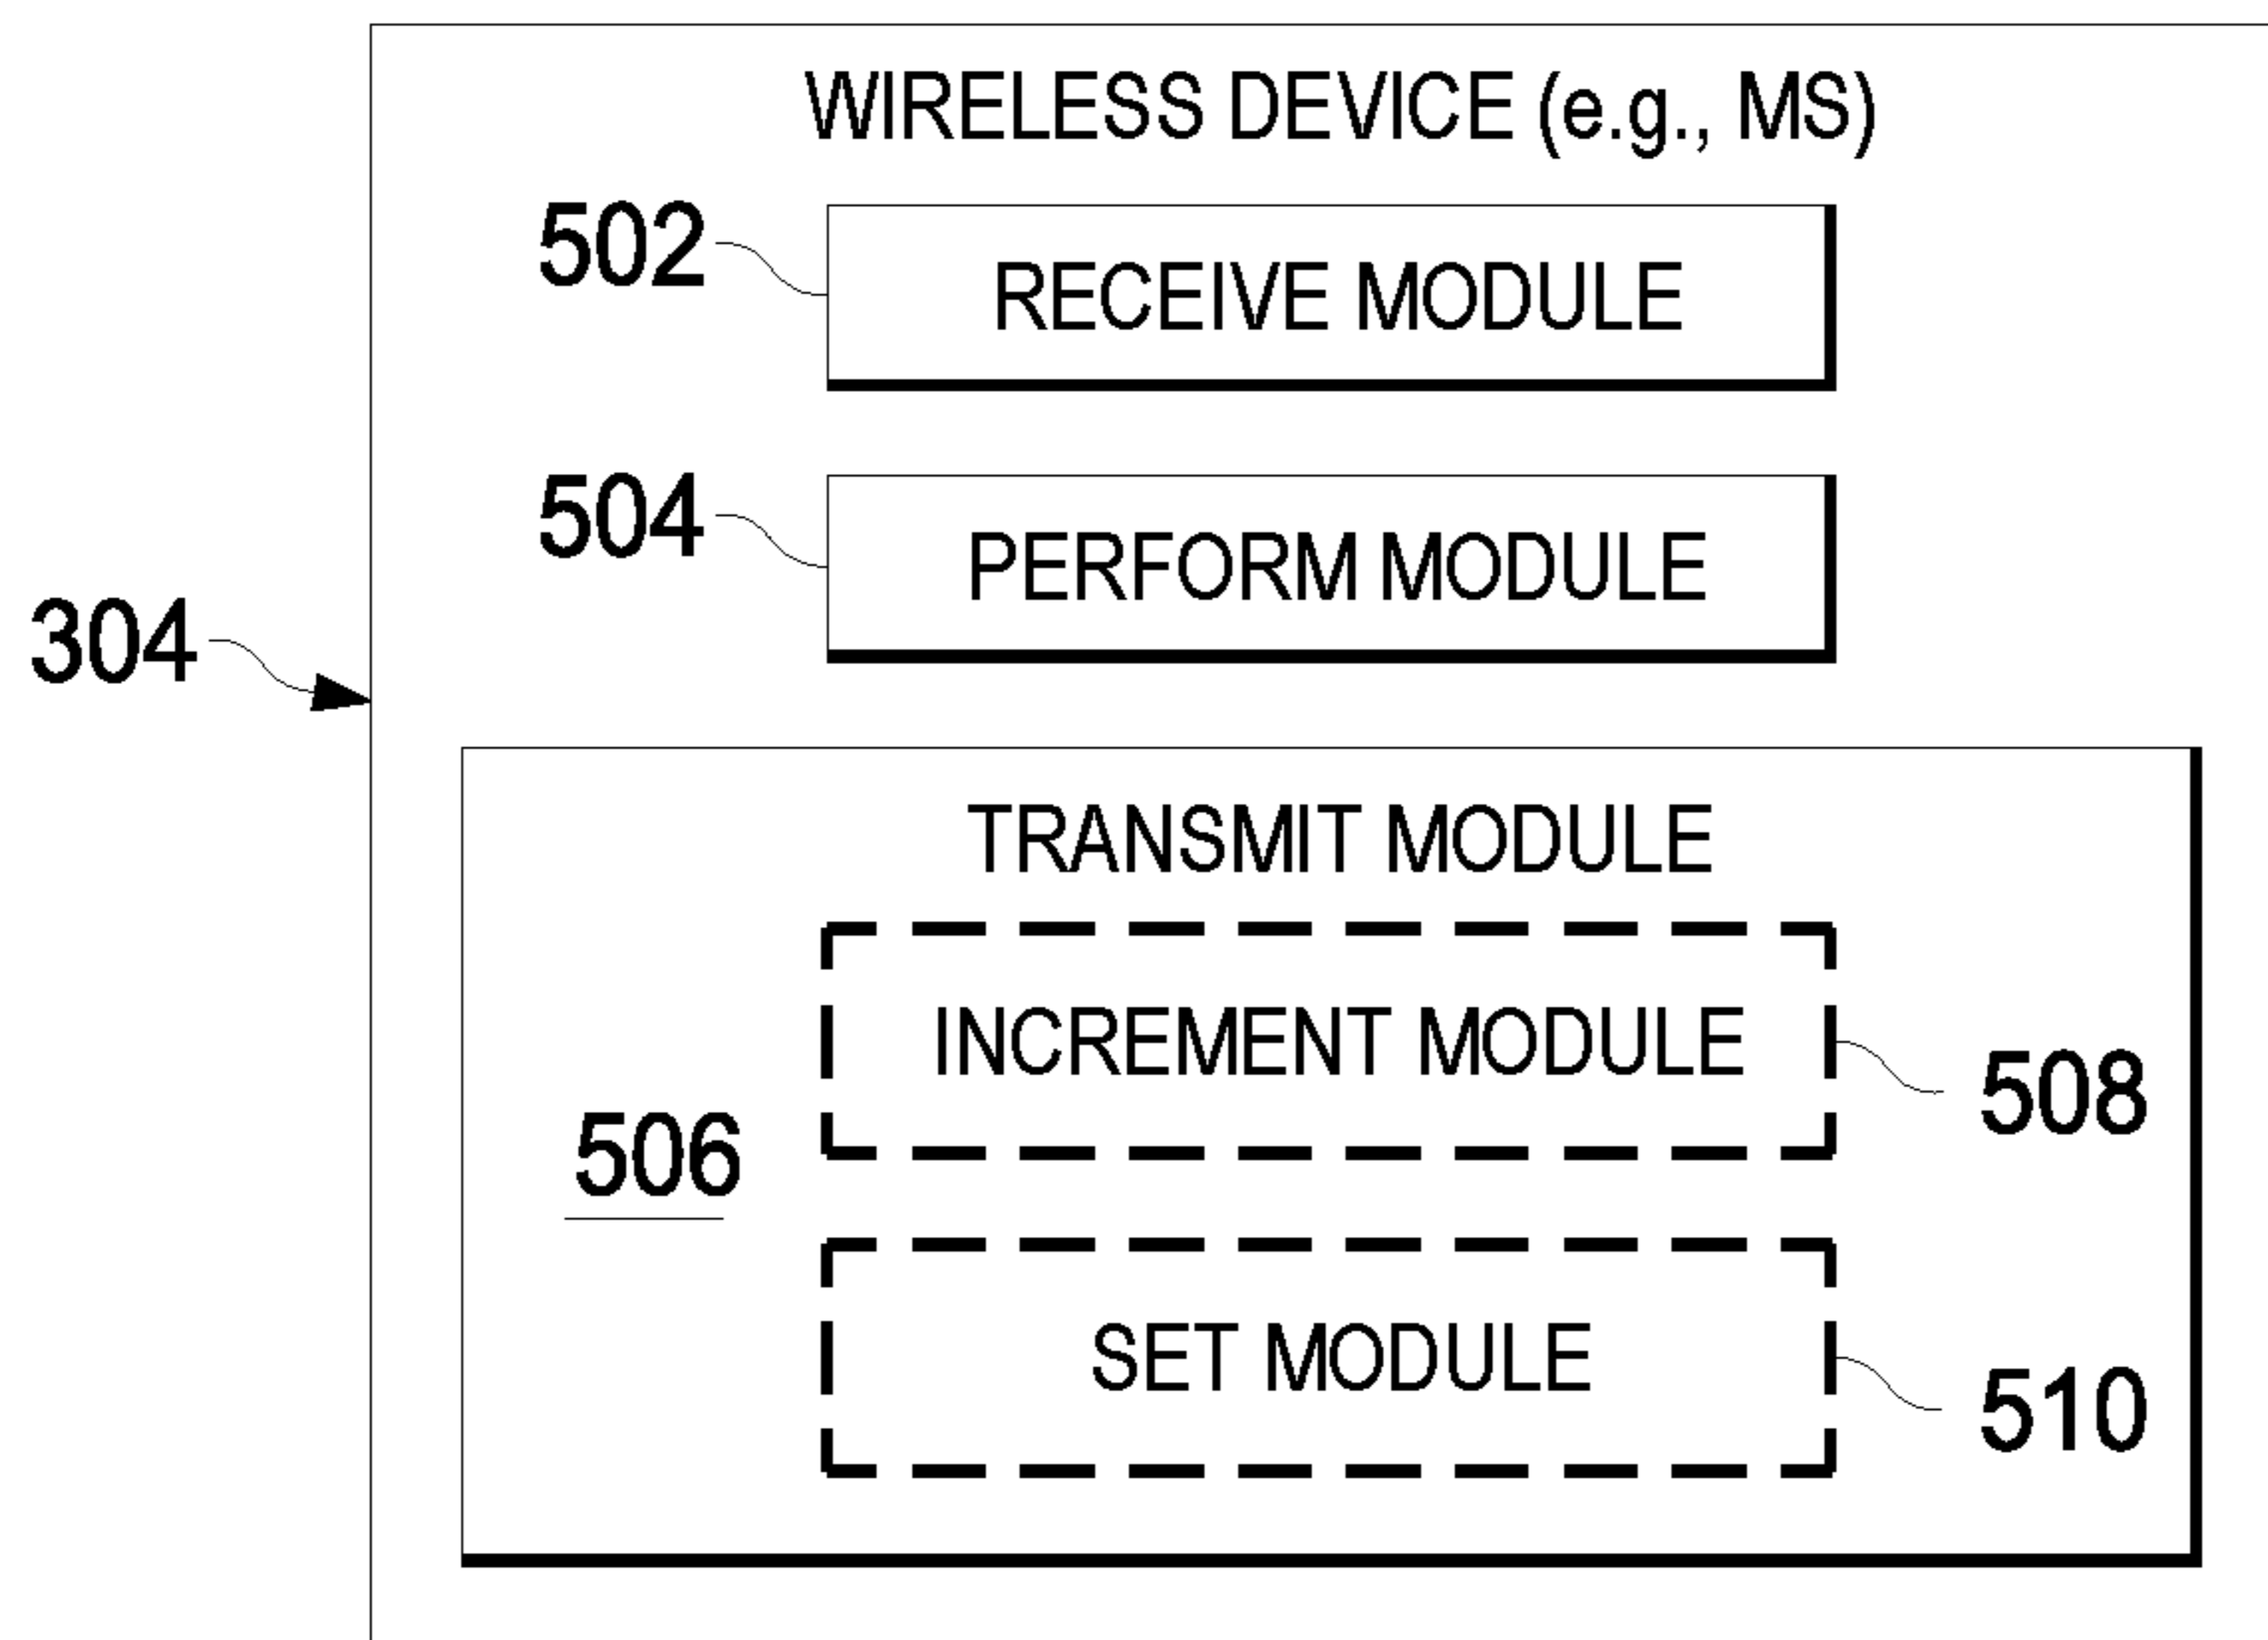 WIRELESS DEVICE (e.g., MS)
502
RECEIVE MODULE
504
PERFORM MODULE
304
TRANSMIT MODULE
INCREMENT MODULE
508
506
SET MODULE
510